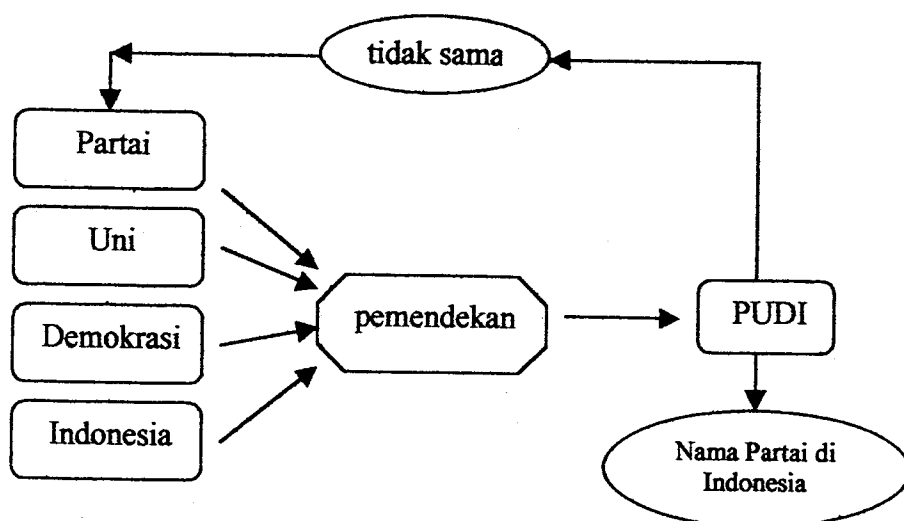 tidak sama
Partai
Uni
Demokrasi
Indonesia
pemendekan
PUDI
Nama Partai di
Indonesia